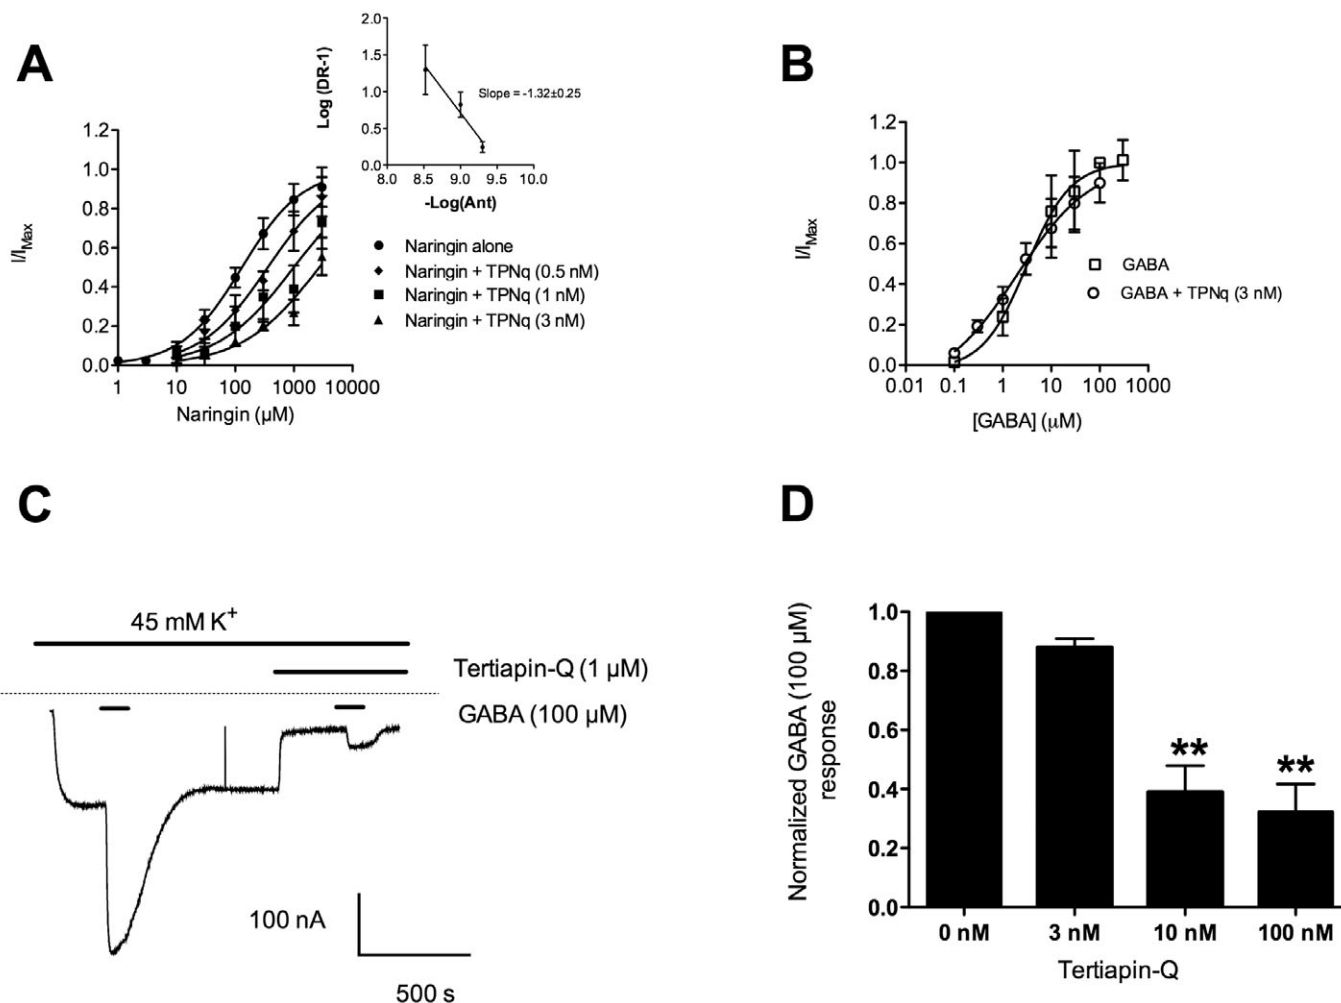 A
2.0
1.5
1.0
0.5
0.0
8.0 8.5 9.0 9.5 10.0
Log (DR-1)
-Log(Ant)
Slope = -1.32±0.25
1.2
1.0
0.8
0.6
0.4
0.2
0.0
1 10 100 1000 10000
I/IMax
Naringin (µM)
Naringin alone
Naringin + TPNq (0.5 nM)
Naringin + TPNq (1 nM)
Naringin + TPNq (3 nM)
B
1.2
1.0
0.8
0.6
0.4
0.2
0.0
0.01 0.1 1 10 100 1000
I/IMax
[GABA] (µM)
GABA
GABA + TPNq (3 nM)
C
45 mM K+
Tertiapin-Q (1 µM)
GABA (100 µM)
100 nA
500 s
D
Normalized GABA (100 µM)
response
1.0
0.8
0.6
0.4
0.2
0.0
**
**
0 nM 3 nM 10 nM 100 nM
Tertiapin-Q